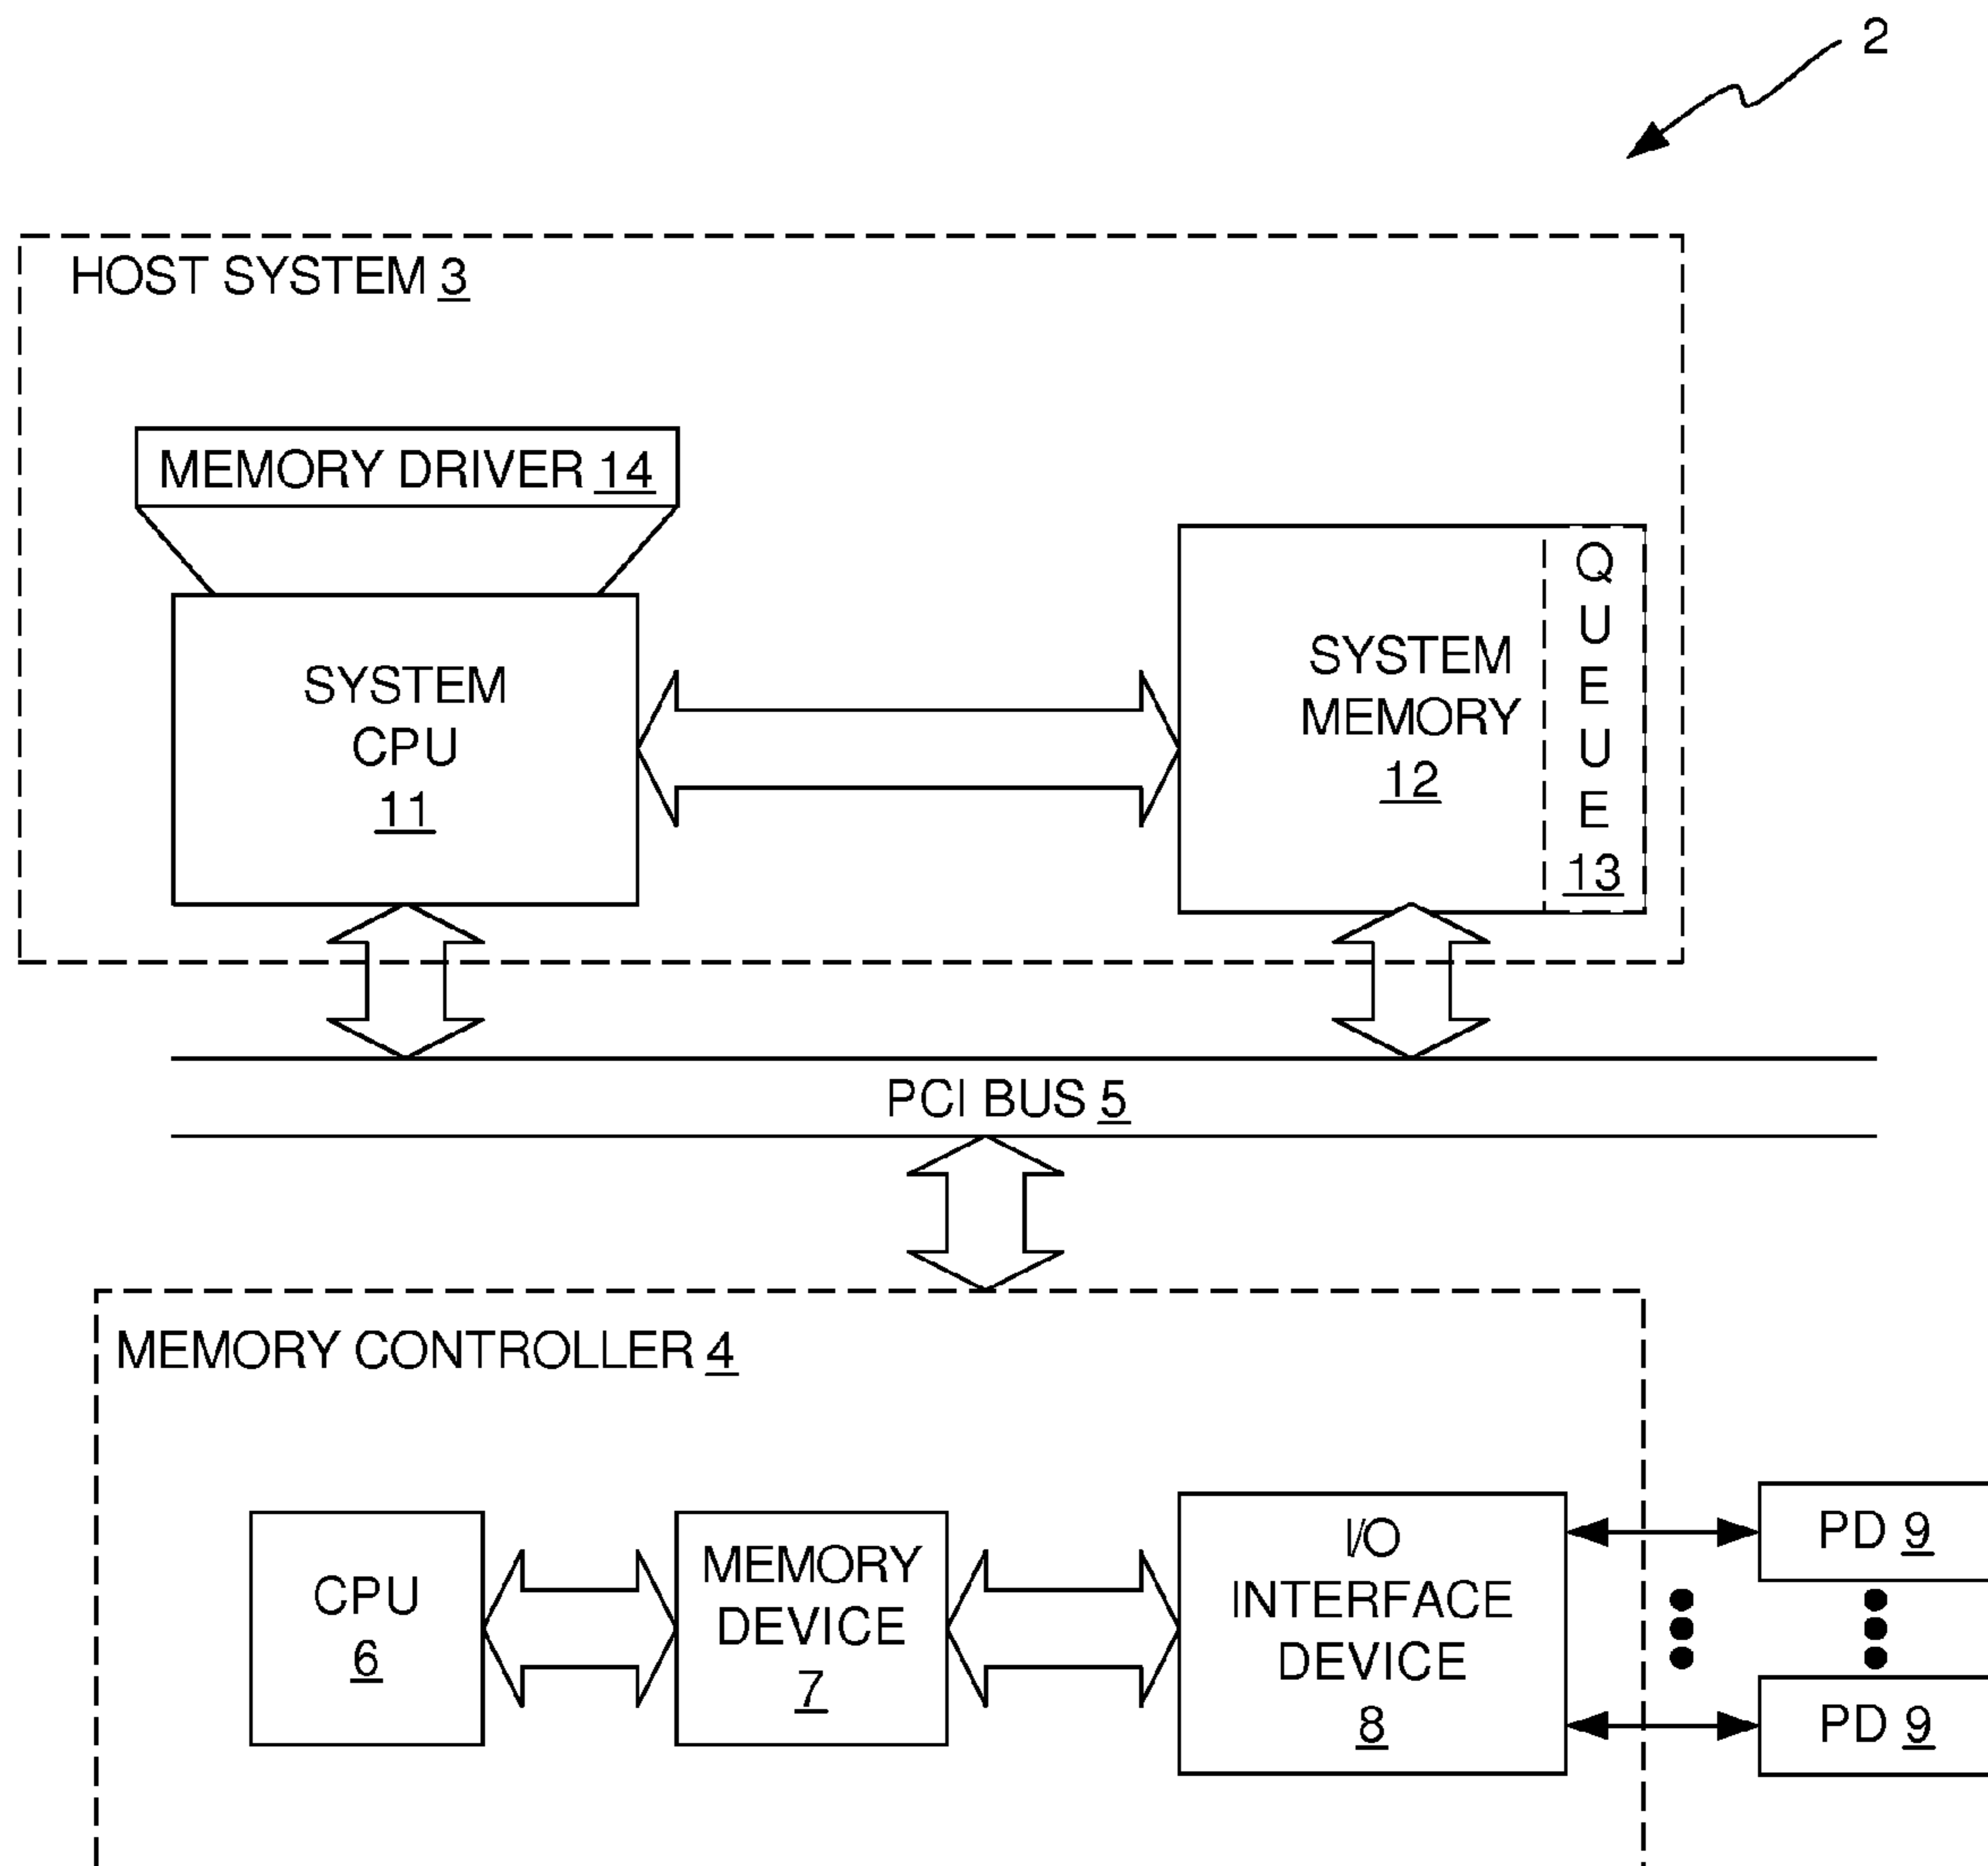 2
HOST SYSTEM 3
MEMORY DRIVER 14
SYSTEM
CPU
11
SYSTEM
MEMORY
12
Q
U
E
U
E
13
PCI BUS 5
MEMORY CONTROLLER 4
CPU
6
MEMORY
DEVICE
7
I/O
INTERFACE
DEVICE
8
PD 9
PD 9